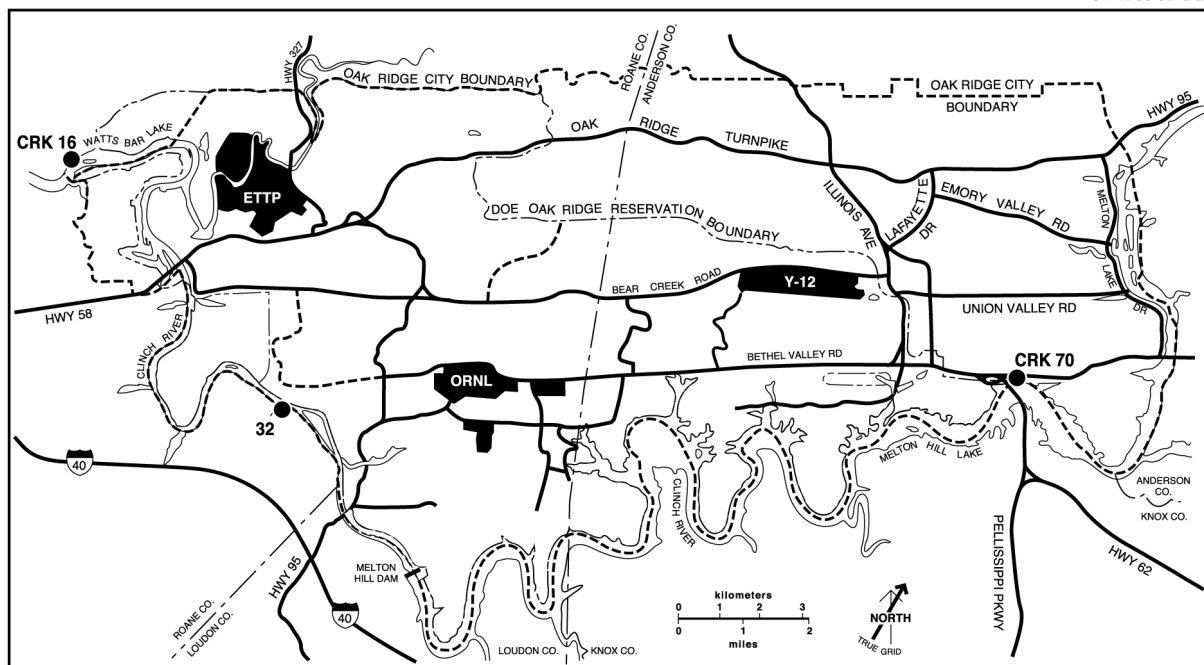 HWY 327
ROANE CO.
ANDERSON CO.
OAK RIDGE CITY BOUNDARY
OAK RIDGE CITY
BOUNDARY
HWY 95
CRK 16
WATTS BAR LAKE
OAK RIDGE TURNPIKE
ETTP
ILLINOIS AVE
LAFAYETTE
DR
EMORY VALLEY RD
MELTON
LAKE
DR
DOE OAK RIDGE RESERVATION BOUNDARY
BEAR CREEK ROAD
Y-12
HWY 58
UNION VALLEY RD
CLINCH RIVER
BETHEL VALLEY RD
CRK 70
ORNL
32
40
MELTON HILL LAKE
CLINCH RIVER
ANDERSON CO.
KNOX CO.
PELLISSIPPI PKWY
HWY 62
HWY 95
MELTON
HILL DAM
ROANE CO.
LOUDON CO.
40
kilometers
0 1 2 3
0 1 2
miles
NORTH
TRUE GRID
LOUDON CO.
KNOX CO.